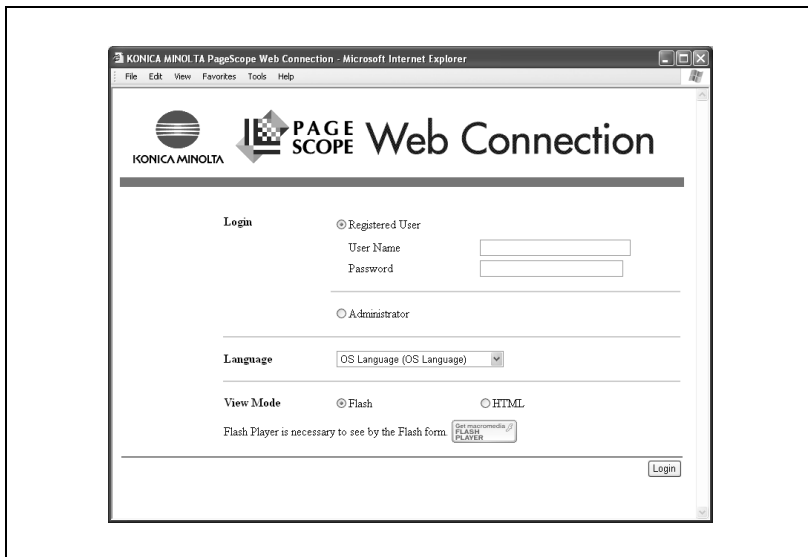 KONICA MINOLTA PageScope Web Connection - Microsoft Internet Explorer
File Edit View Favorites Tools Help
KONICA MINOLTA
PAGE SCOPE Web Connection
Login
Registered User
User Name
Password
Administrator
Language OS Language (OS Language)
View Mode Flash HTML
Flash Player is necessary to see by the Flash form.
Get macromedia
FLASH
PLAYER
Login